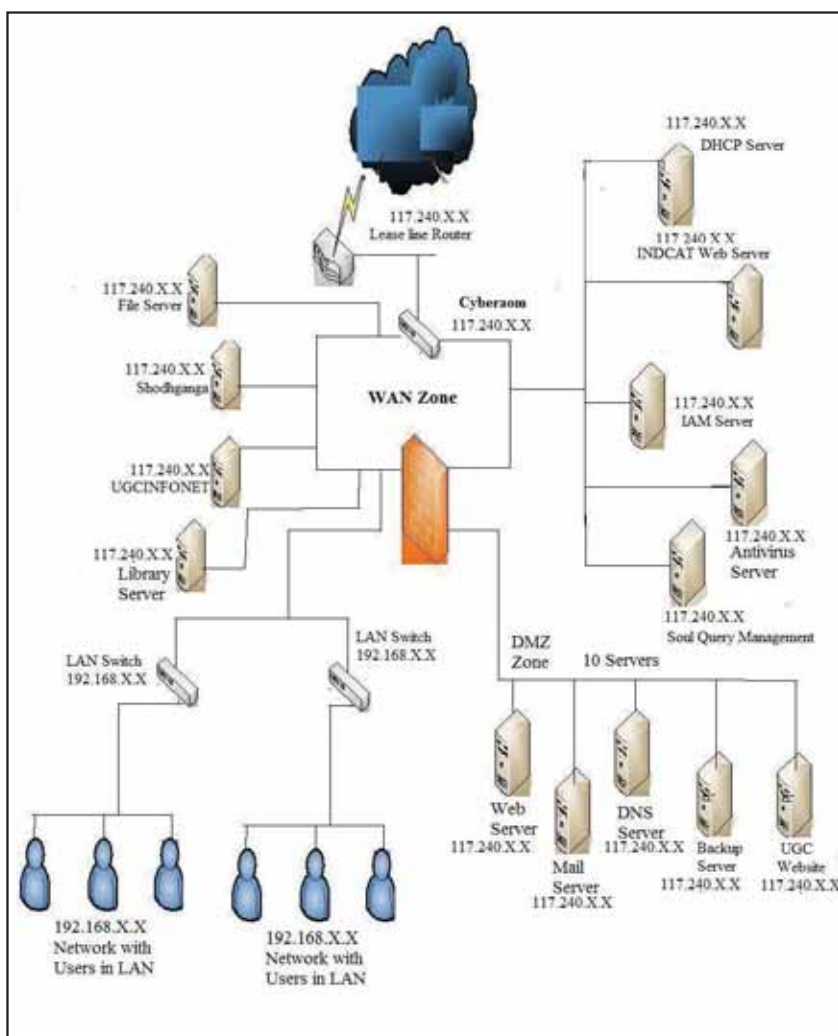 117.240.X.X
DHCP Server
117.240.X.X
Lease line Router
117.240.X.X
INDCAT Web Server
117.240.X.X
File Server
Cyberaom
117.240.X.X
117.240.X.X
Shodhganga
WAN Zone
117.240.X.X
IAM Server
117.240.X.X
UGCINFONET
117.240.X.X
Antivirus
Server
117.240.X.X
Library
Server
117.240.X.X
Soul Query Management
LAN Switch
192.168.X.X
LAN Switch
192.168.X.X
DMZ
Zone
10 Servers
Web
Server
117.240.X.X
Mail
Server
117.240.X.X
DNS
Server
117.240.X.X
Backup
Server
117.240.X.X
UGC
Website
117.240.X.X
192.168.X.X
Network with
Users in LAN
192.168.X.X
Network with
Users in LAN